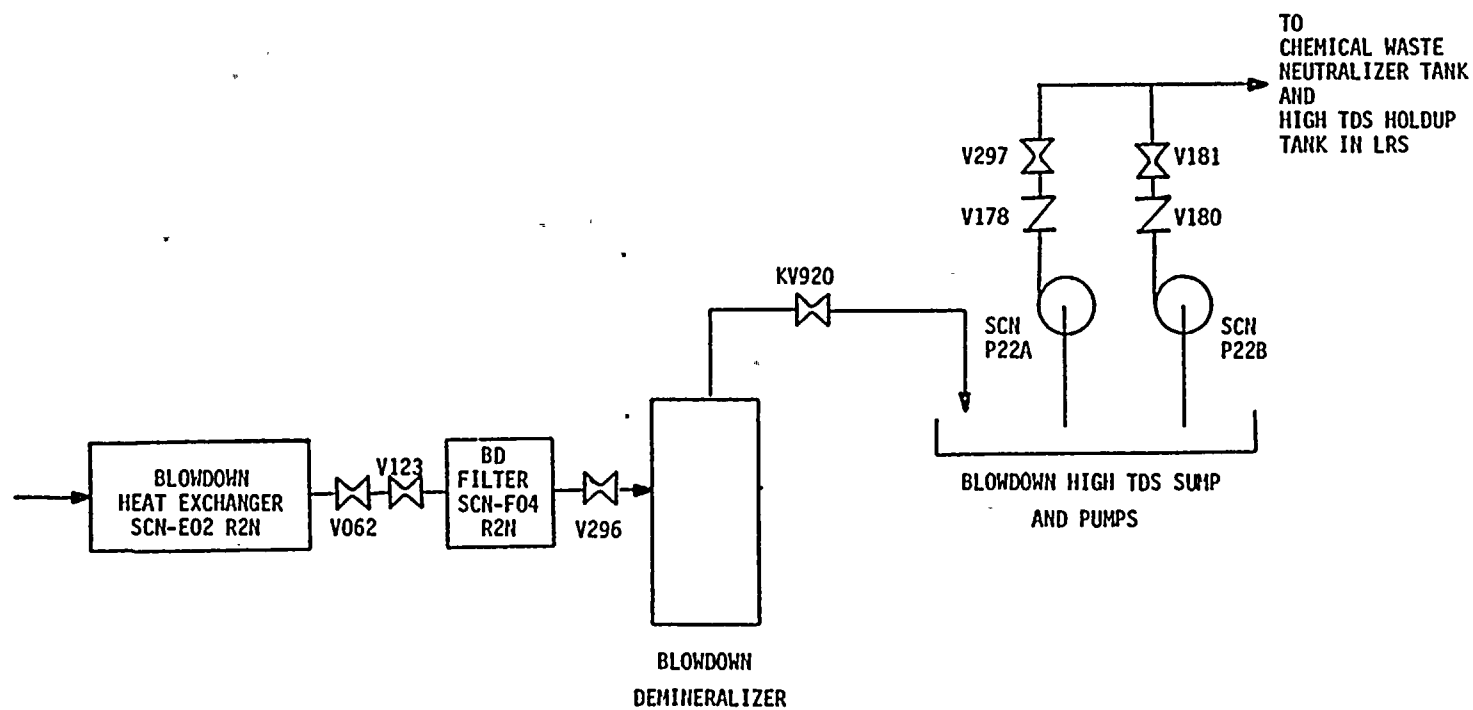 TO
CHEMICAL WASTE
NEUTRALIZER TANK
AND
HIGH TDS HOLDUP
TANK IN LRS
V297
V181
V178
V180
KV920
SCN
P22A
SCN
P22B
BLOWDOWN
HEAT EXCHANGER
SCN-E02 R2N
V062
V123
BD
FILTER
SCN-F04
R2N
V296
BLOWDOWN HIGH TDS SUMP
AND PUMPS
BLOWDOWN
DEMINERALIZER